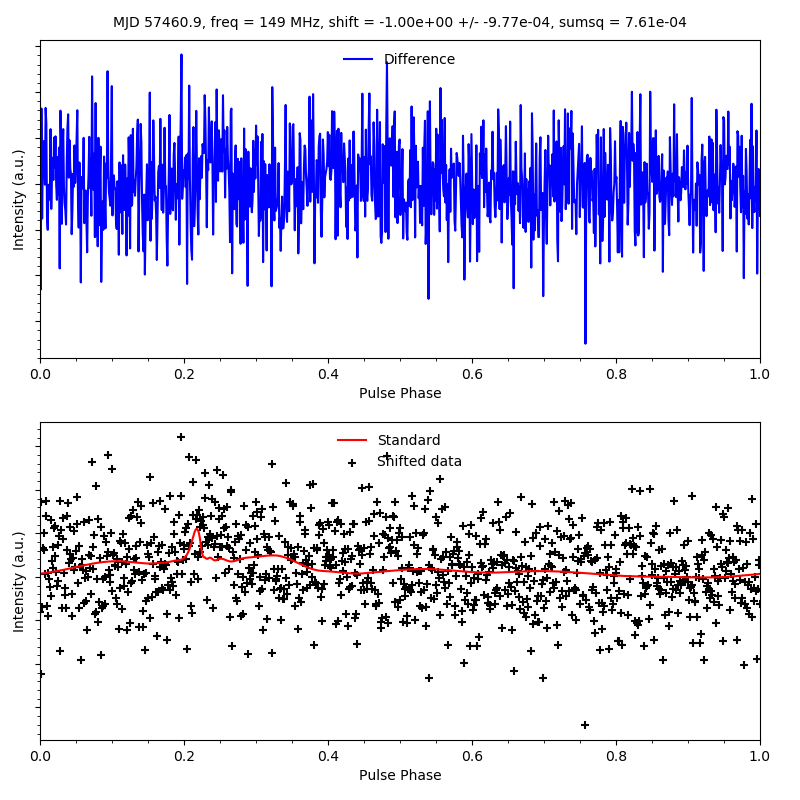 MJD 57460.9, freq = 149 MHz, shift = -1.00e+00 +/- -9.77e-04, sumsq = 7.61e-04
Difference
Intensity (a.u.)
0.0 0.2 0.4 0.6 0.8 1.0
Pulse Phase
Standard
Shifted data
Intensity (a.u.)
0.0 0.2 0.4 0.6 0.8 1.0
Pulse Phase